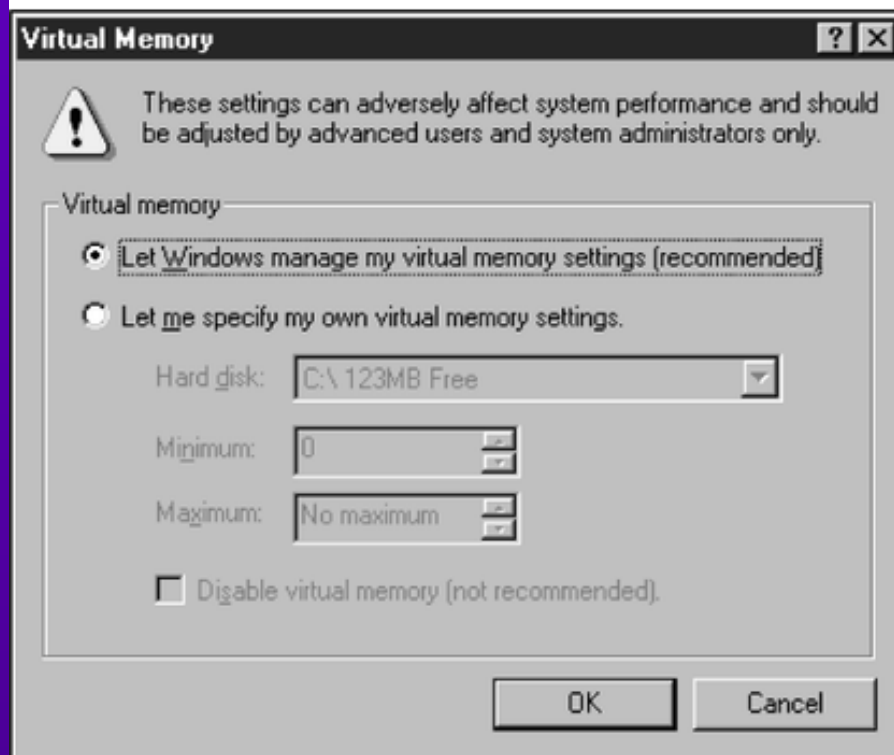 Virtual Memory
These settings can adversely affect system performance and should
be adjusted by advanced users and system administrators only.
Virtual memory
Let Windows manage my virtual memory settings (recommended)
Let me specify my own virtual memory settings.
Hard disk: C:\ 123MB Free
Minimum: 0
Maximum: No maximum
Disable virtual memory (not recommended).
OK Cancel